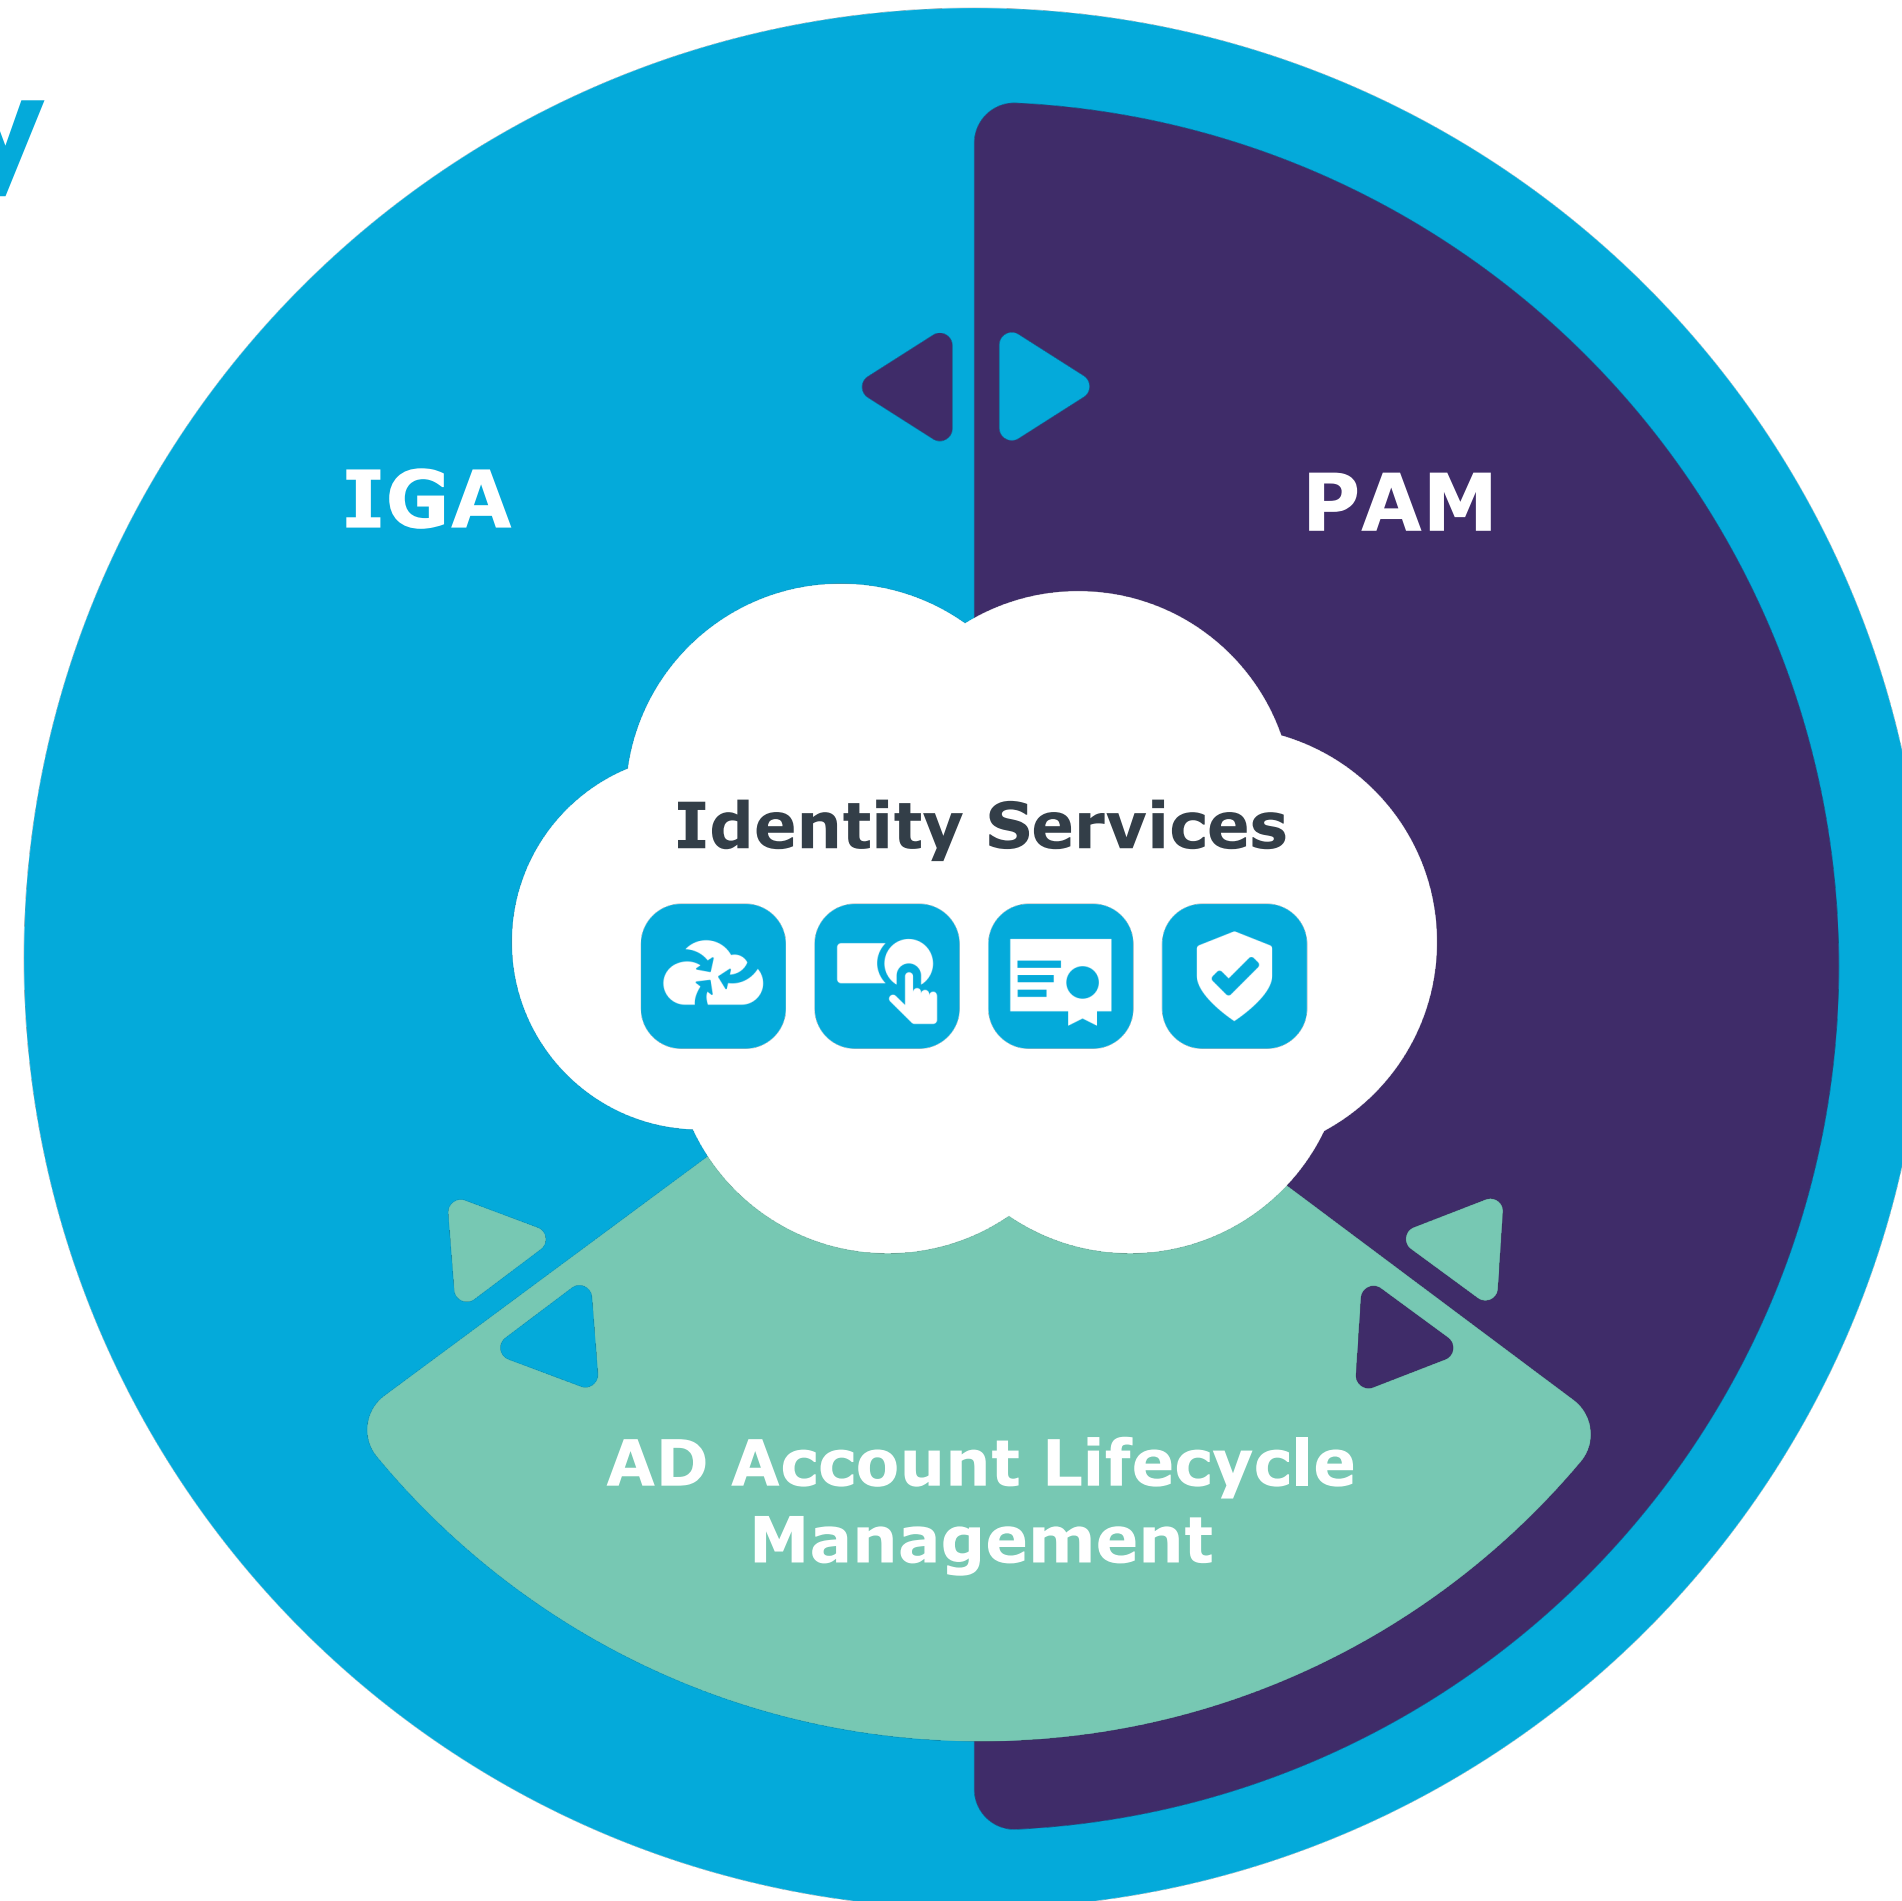 y
IGA
PAM
Identity Services
AD Account Lifecycle
Management